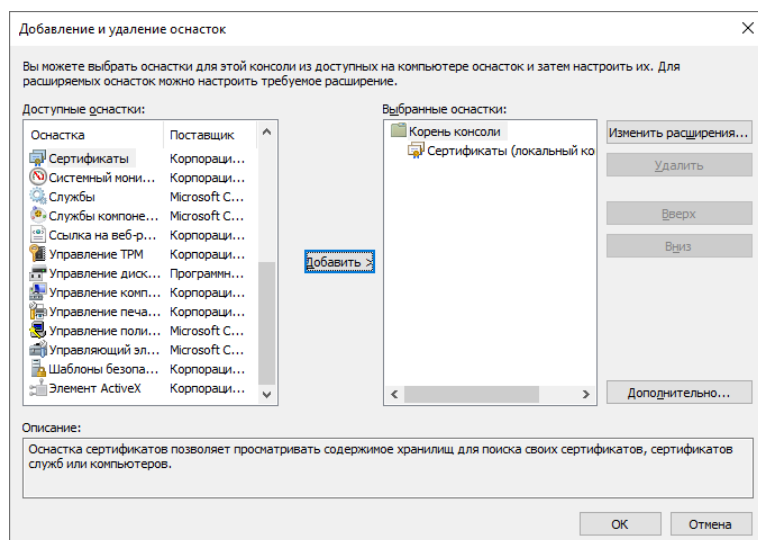 Добавление и удаление оснасток
Вы можете выбрать оснастки для этой консоли из доступных на компьютере оснасток и затем настроить их. Для
расширяемых оснасток можно настроить требуемое расширение.
Доступные оснастки:
Оснастка Поставщик
Сертификаты Корпораци...
Системный мони... Корпораци...
Службы Microsoft C...
Службы компоне... Microsoft C...
Ссылка на веб-р... Корпораци...
Управление TPM Корпораци...
Управление диск... Программн...
Управление комп... Корпораци...
Управление печа... Корпораци...
Управление поли... Microsoft C...
Управляющий эл... Microsoft C...
Шаблоны безопа... Корпораци...
Элемент ActiveX Корпораци...
Добавить >
Выбранные оснастки:
Корень консоли
Сертификаты (локальный ко
Изменить расширения...
Удалить
Вверх
Вниз
Дополнительно...
Описание:
Оснастка сертификатов позволяет просматривать содержимое хранилищ для поиска своих сертификатов, сертификатов
служб или компьютеров.
ОК Отмена